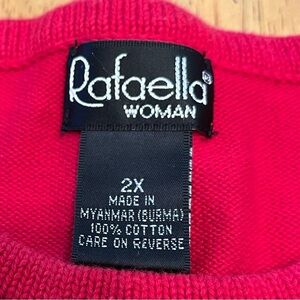 Rafaella®
WOMAN
2X
MADE IN
MYANMAR (BURMA)
100% COTTON
CARE ON REVERSE